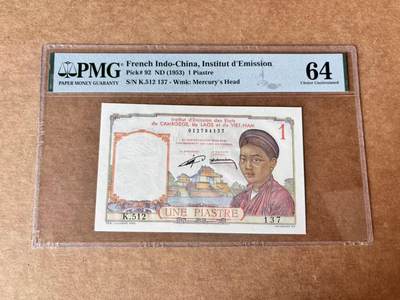 PMG
PAPER MONEY GUARANTY
French Indo-China, Institut d'Emission
Pick# 92 ND (1953) 1 Piastre
S/N K.512 137 - Wmk: Mercury's Head
64
Choice Uncirculated
Institut d'Emission des Etats
du CAMBODGE, du LAOS et du VIET-NAM
012784137
1
K.512
UNE PIASTRE
137